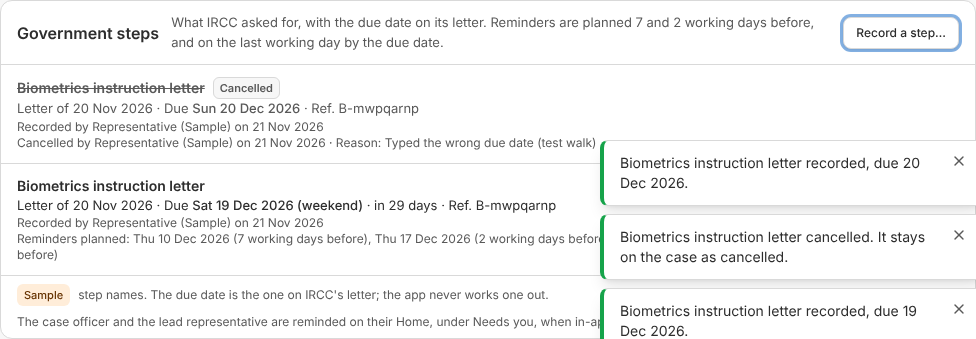 Government steps
What IRCC asked for, with the due date on its letter. Reminders are planned 7 and 2 working days before,
and on the last working day by the due date.
Record a step...
Biometrics instruction letter Cancelled
Letter of 20 Nov 2026 · Due Sun 20 Dec 2026 · Ref. B-mwpqarnp
Recorded by Representative (Sample) on 21 Nov 2026
Cancelled by Representative (Sample) on 21 Nov 2026 · Reason: Typed the wrong due date (test walk)
Biometrics instruction letter
Letter of 20 Nov 2026 · Due Sat 19 Dec 2026 (weekend) · in 29 days · Ref. B-mwpqarnp
Recorded by Representative (Sample) on 21 Nov 2026
Reminders planned: Thu 10 Dec 2026 (7 working days before), Thu 17 Dec 2026 (2 working days
before)
Sample step names. The due date is the one on IRCC's letter; the app never works one out.
The case officer and the lead representative are reminded on their Home, under Needs you, when
Biometrics instruction letter recorded, due 20
Dec 2026.
Biometrics instruction letter cancelled. It stays
on the case as cancelled.
Biometrics instruction letter recorded, due 19
Dec 2026.